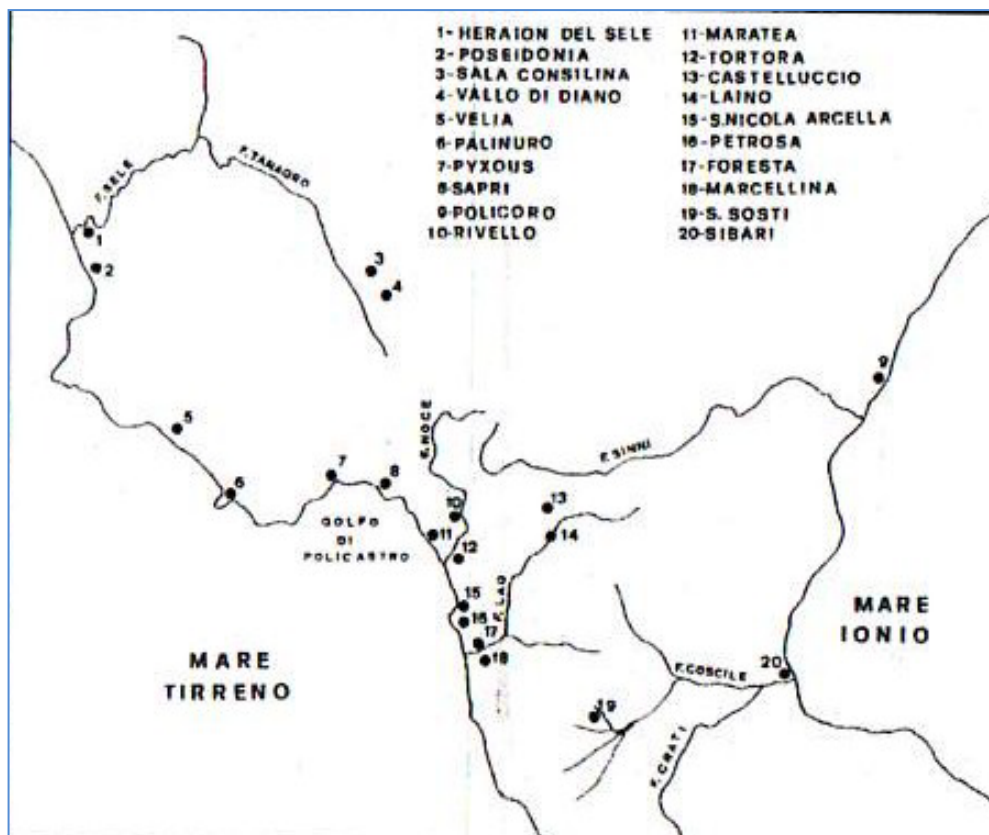 1- HERAION DEL SELE
2- POSEIDONIA
3- SALA CONSILINA
4- VALLO DI DIANO
5- VELIA
6- PALINURO
7- PYXOUS
8- SAPRI
9- POLICORO
10- RIVELLO
11- MARATEA
12- TORTORA
13- CASTELLUCCIO
14- LAINO
15- S.NICOLA ARCELLA
16- PETROSA
17- FORESTA
18- MARCELLINA
19- S. SOSTI
20- SIBARI
F. SELE
F. TANAGRO
1
2
3
4
9
5
F. NOCE
F. SINNI
6
7
8
10
13
GOLFO
DI
POLICASTRO
11
12
14
F. LAO
15
16
17
18
MARE
IONIO
MARE
TIRRENO
F. COSCILE
20
19
F. CRATI